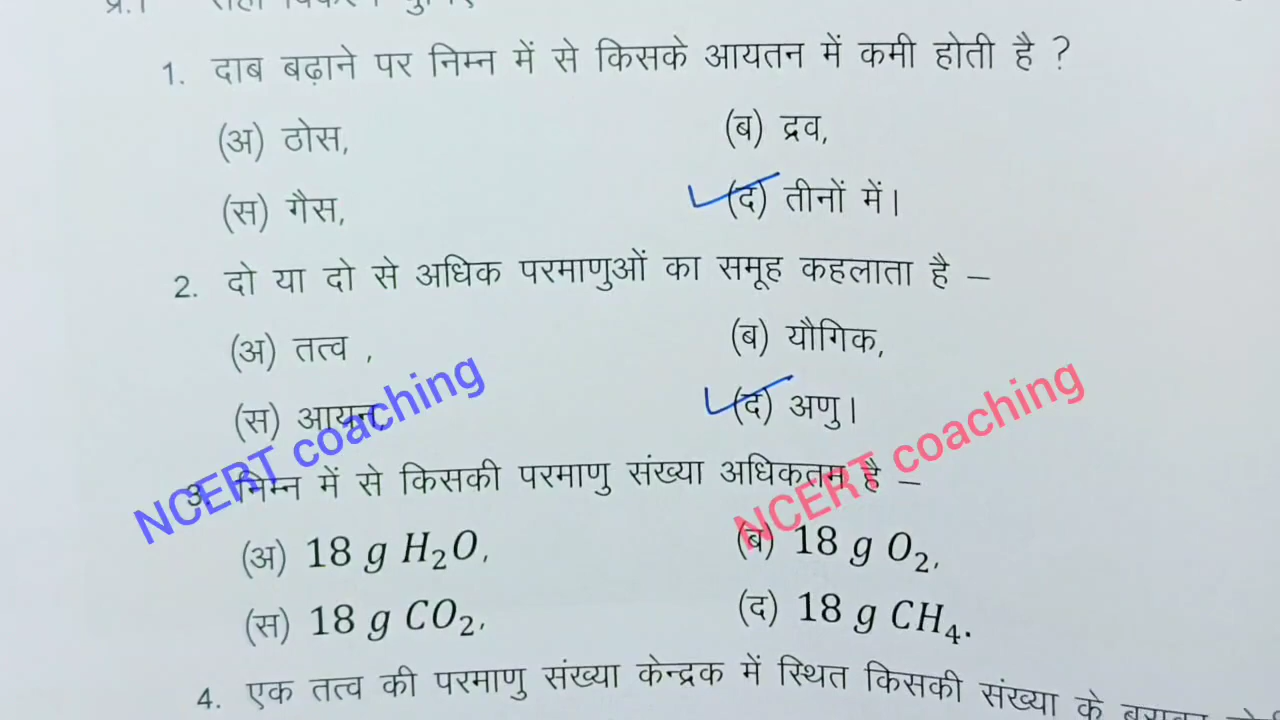 1. दाब बढ़ाने पर निम्न में से किसके आयतन में कमी होती है ?
(अ) ठोस,
(ब) द्रव,
(स) गैस,
(द) तीनों में।
2. दो या दो से अधिक परमाणुओं का समूह कहलाता है –
(अ) तत्व ,
(ब) यौगिक,
(स) आयन,
(द) अणु।
NCERT coaching
NCERT coaching
3. निम्न में से किसकी परमाणु संख्या अधिकतम है –
(अ) 18 g H₂O,
(ब) 18 g O₂,
(स) 18 g CO₂,
(द) 18 g CH₄.
4. एक तत्व की परमाणु संख्या केन्द्रक में स्थित किसकी संख्या के